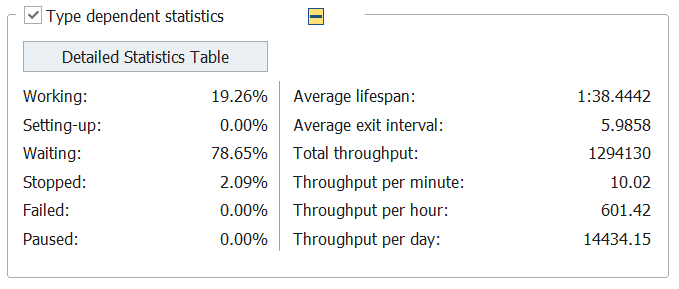 Type dependent statistics
Detailed Statistics Table
Working: 19.26%
Setting-up: 0.00%
Waiting: 78.65%
Stopped: 2.09%
Failed: 0.00%
Paused: 0.00%
Average lifespan: 1:38.4442
Average exit interval: 5.9858
Total throughput: 1294130
Throughput per minute: 10.02
Throughput per hour: 601.42
Throughput per day: 14434.15